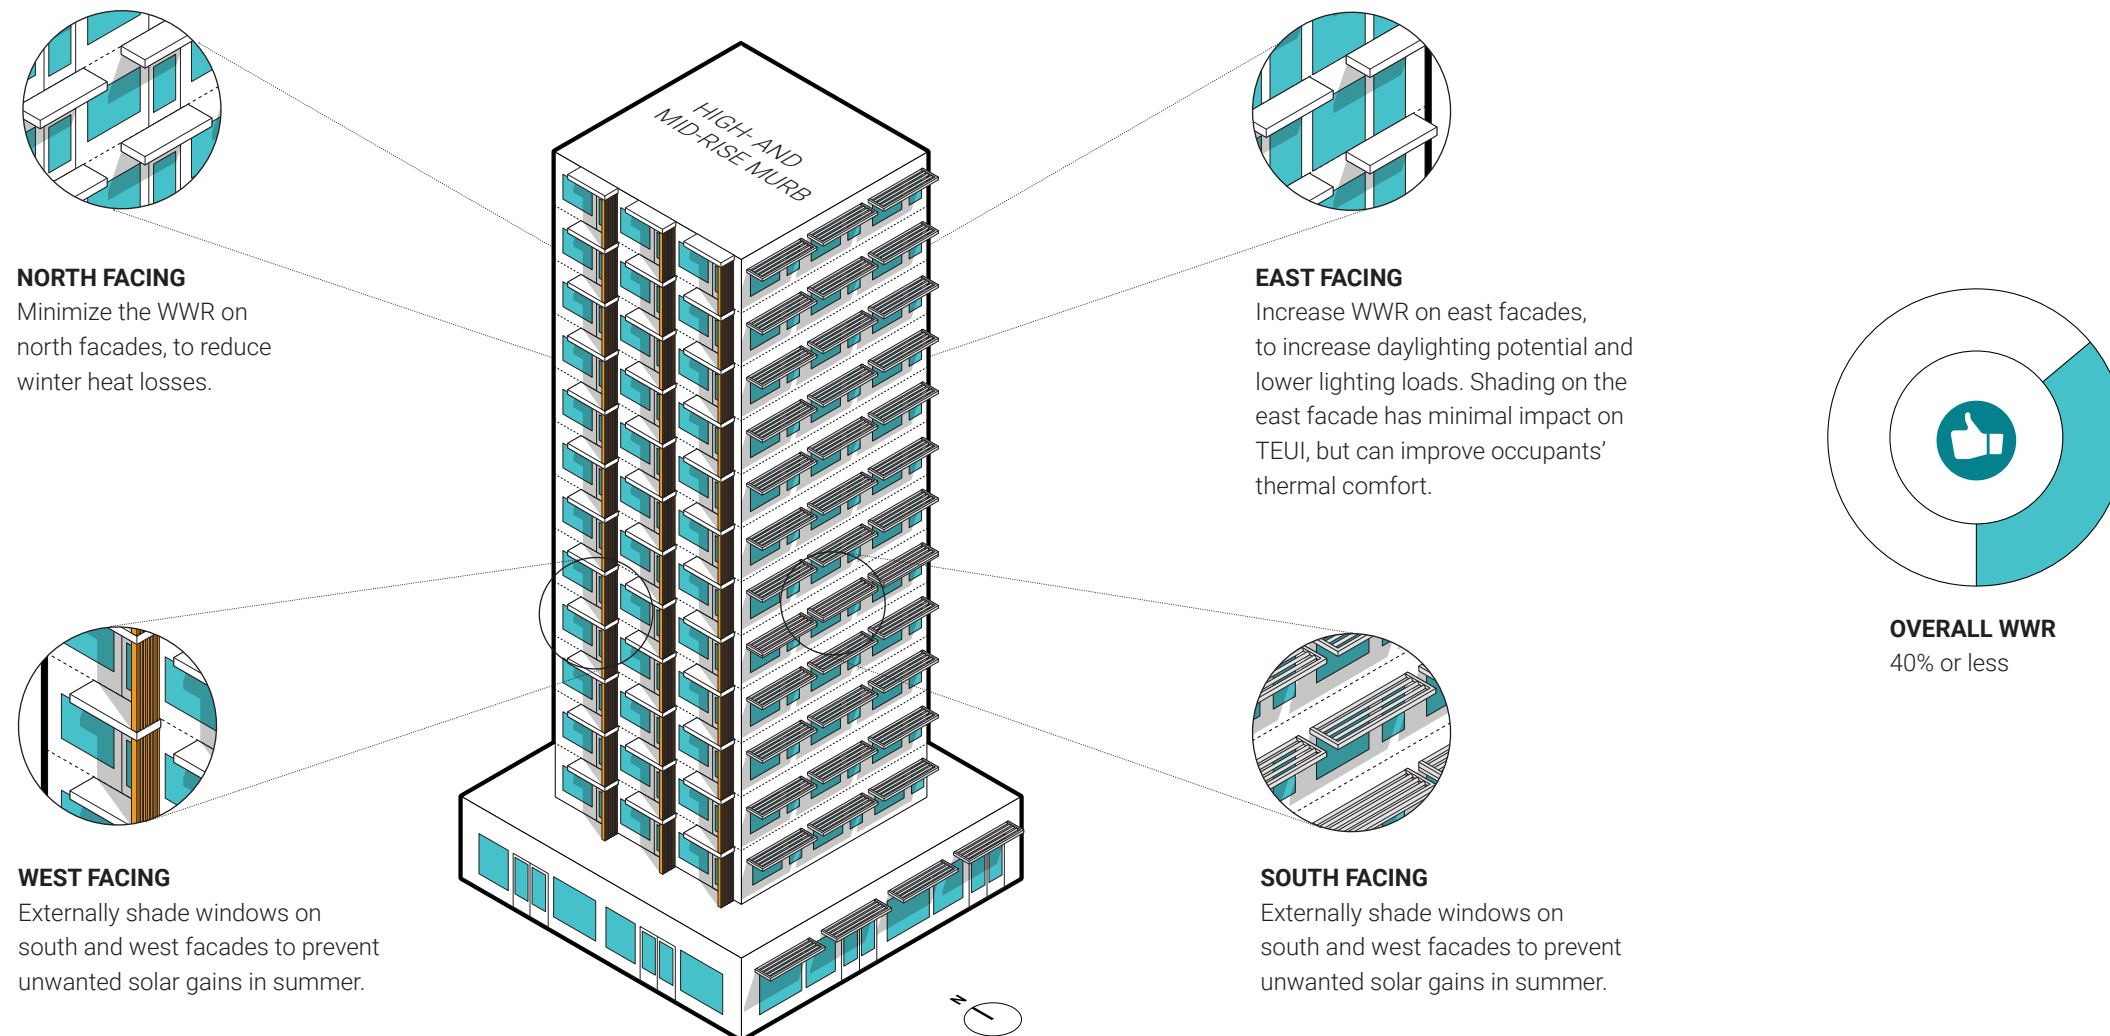 HIGH- AND
MID-RISE MURB
NORTH FACING
Minimize the WWR on
north facades, to reduce
winter heat losses.
EAST FACING
Increase WWR on east facades,
to increase daylighting potential and
lower lighting loads. Shading on the
east facade has minimal impact on
TEUI, but can improve occupants’
thermal comfort.
OVERALL WWR
40% or less
WEST FACING
Externally shade windows on
south and west facades to prevent
unwanted solar gains in summer.
SOUTH FACING
Externally shade windows on
south and west facades to prevent
unwanted solar gains in summer.
N